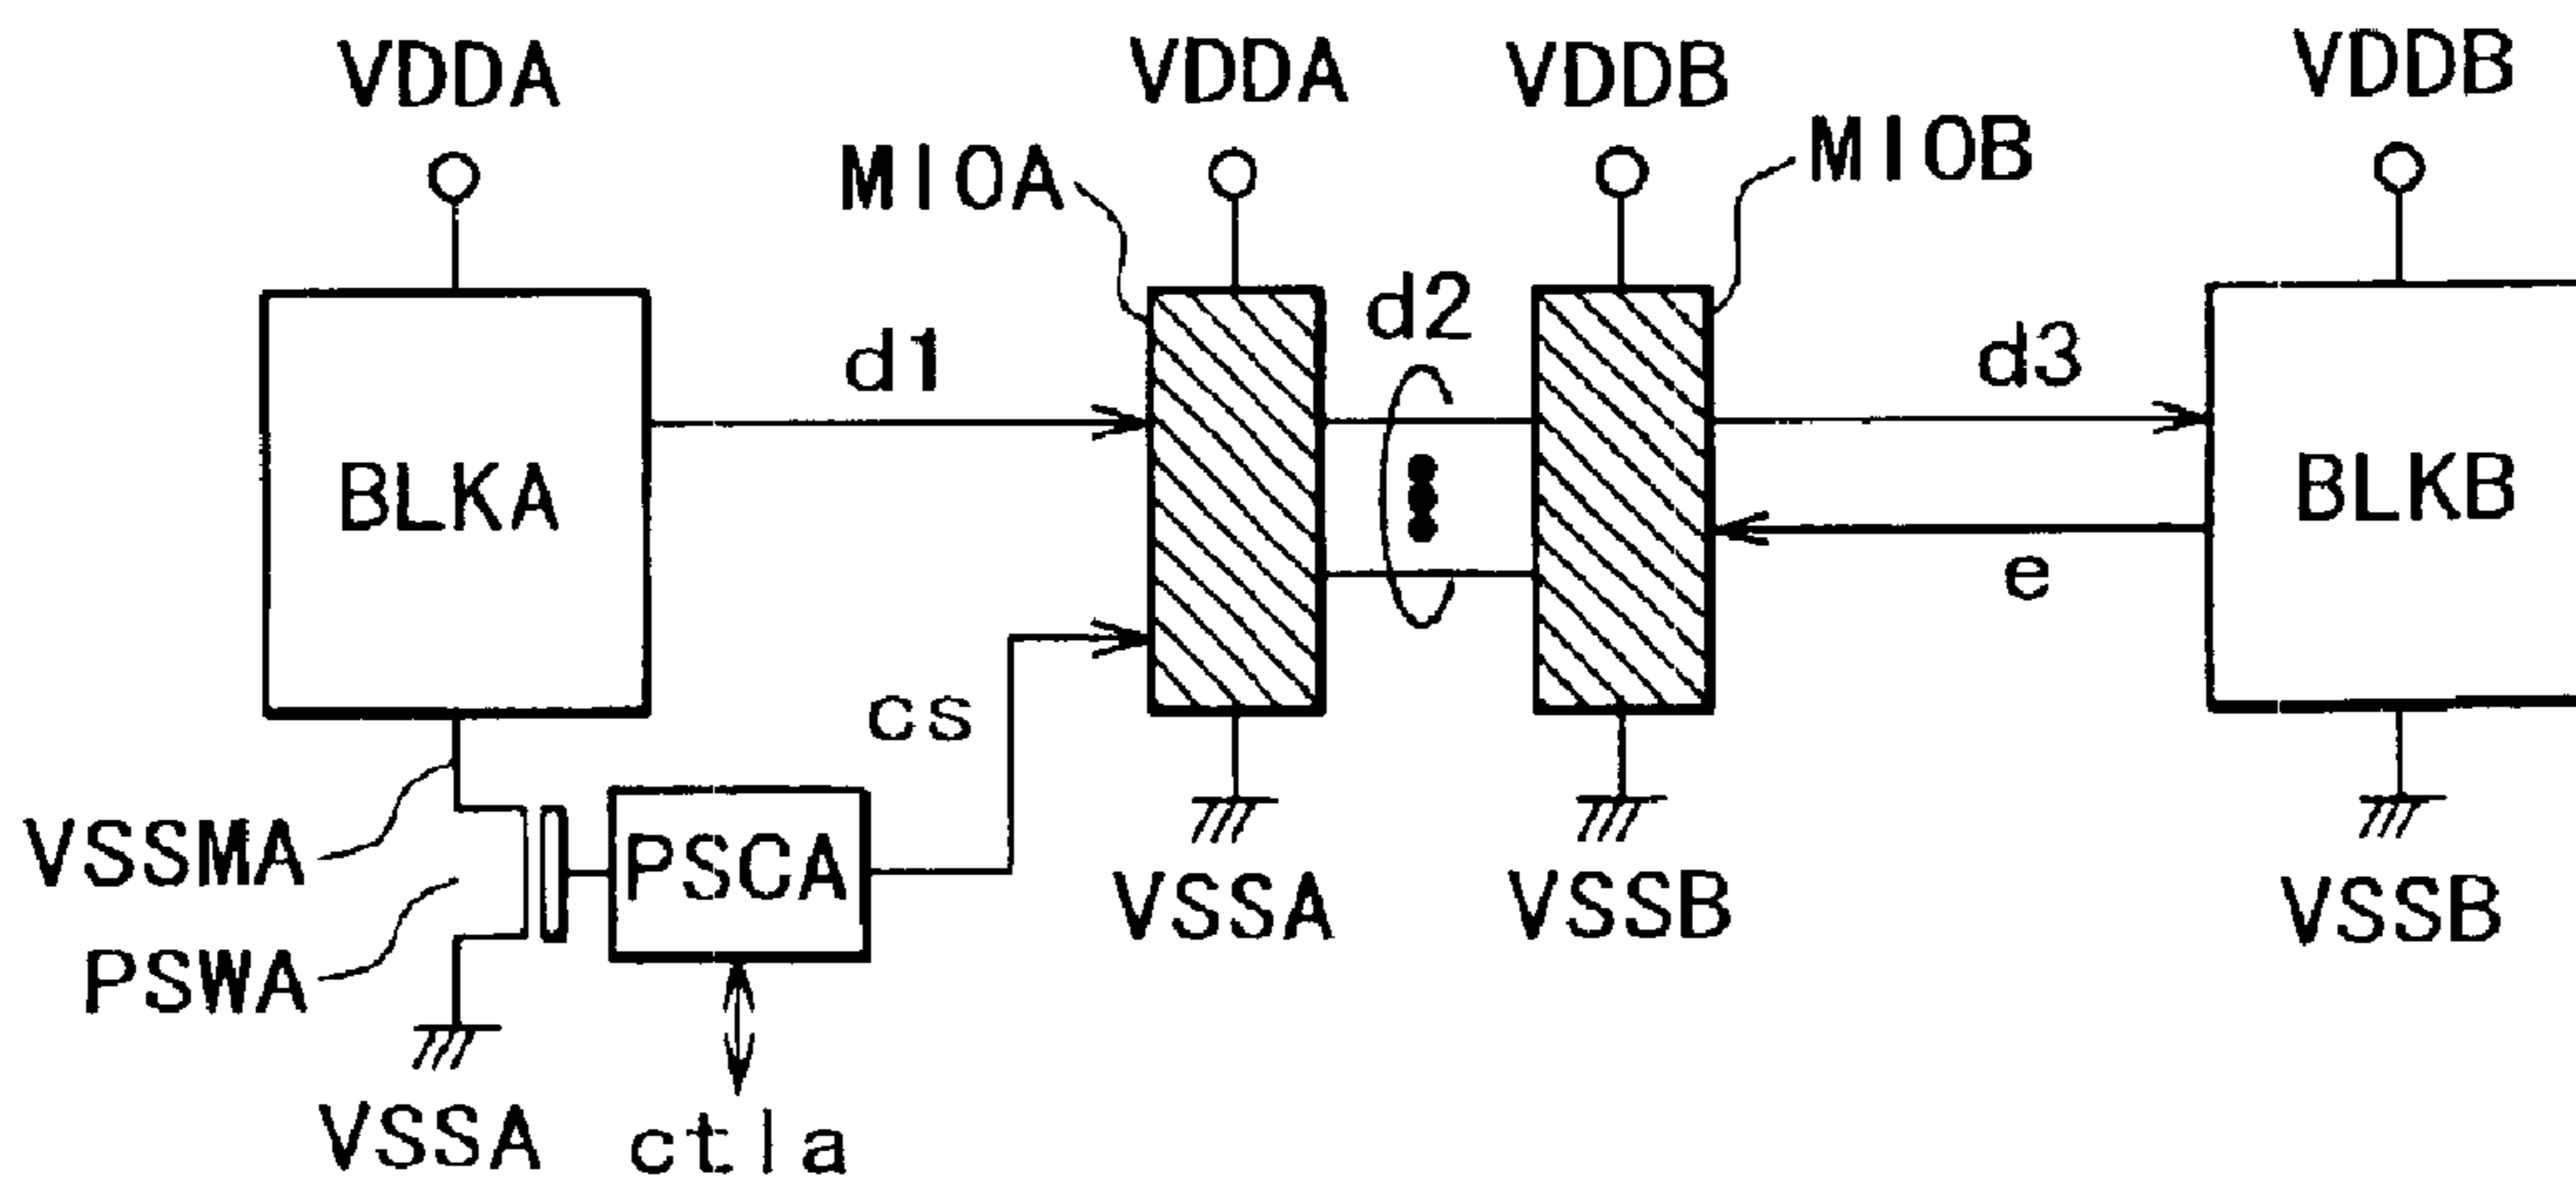 VDDA
VDDA
VDDB
VDDB
MIOA
MIOB
d1
d2
d3
BLKA
BLKB
e
cs
VSSMA
PSCA
VSSA
VSSB
VSSB
PSWA
VSSA
ctla